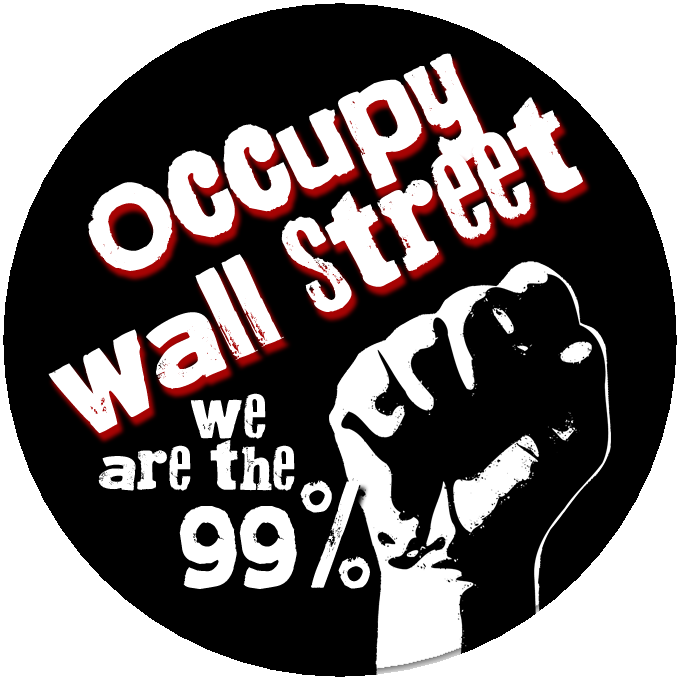 Occupy
Wall Street
we
are the
99%